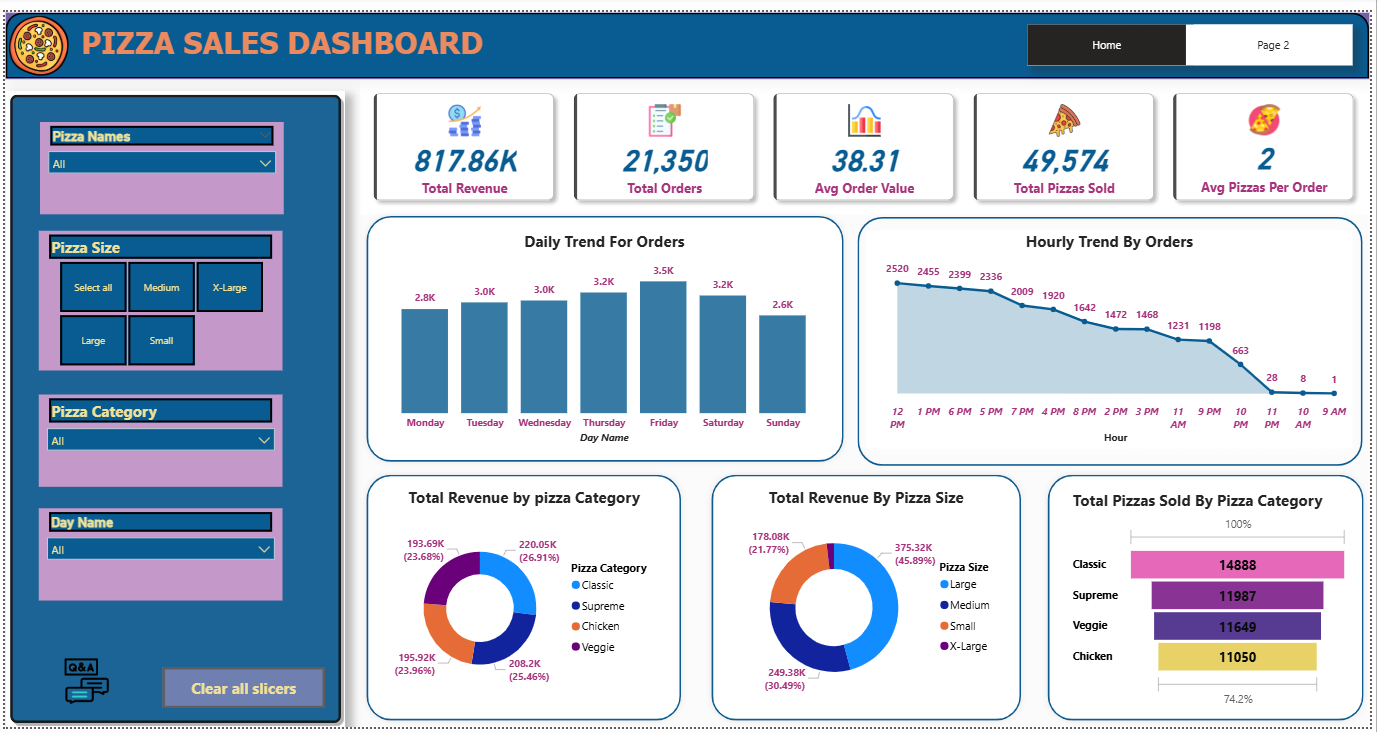 PIZZA SALES DASHBOARD
Home
Page 2
Pizza Names
All
Pizza Size
Select all
Medium
X-Large
Large
Small
Pizza Category
All
Day Name
All
Q&A
Clear all slicers
817.86K
Total Revenue
21,350
Total Orders
38.31
Avg Order Value
49,574
Total Pizzas Sold
2
Avg Pizzas Per Order
Daily Trend For Orders
2.8K
3.0K
3.0K
3.2K
3.5K
3.2K
2.6K
Monday
Tuesday
Wednesday
Thursday
Friday
Saturday
Sunday
Day Name
Hourly Trend By Orders
2520
2455
2399
2336
2009
1920
1642
1472
1468
1231
1198
663
28
8
1
12 PM
1 PM
6 PM
5 PM
7 PM
4 PM
8 PM
2 PM
3 PM
11 AM
9 PM
10 PM
11 PM
10 AM
9 AM
Hour
Total Revenue by pizza Category
193.69K
(23.68%)
220.05K
(26.91%)
195.92K
(23.96%)
208.2K
(25.46%)
Pizza Category
Classic
Supreme
Chicken
Veggie
Total Revenue By Pizza Size
178.08K
(21.77%)
375.32K
(45.89%)
249.38K
(30.49%)
Pizza Size
Large
Medium
Small
X-Large
Total Pizzas Sold By Pizza Category
100%
Classic
14888
Supreme
11987
Veggie
11649
Chicken
11050
74.2%